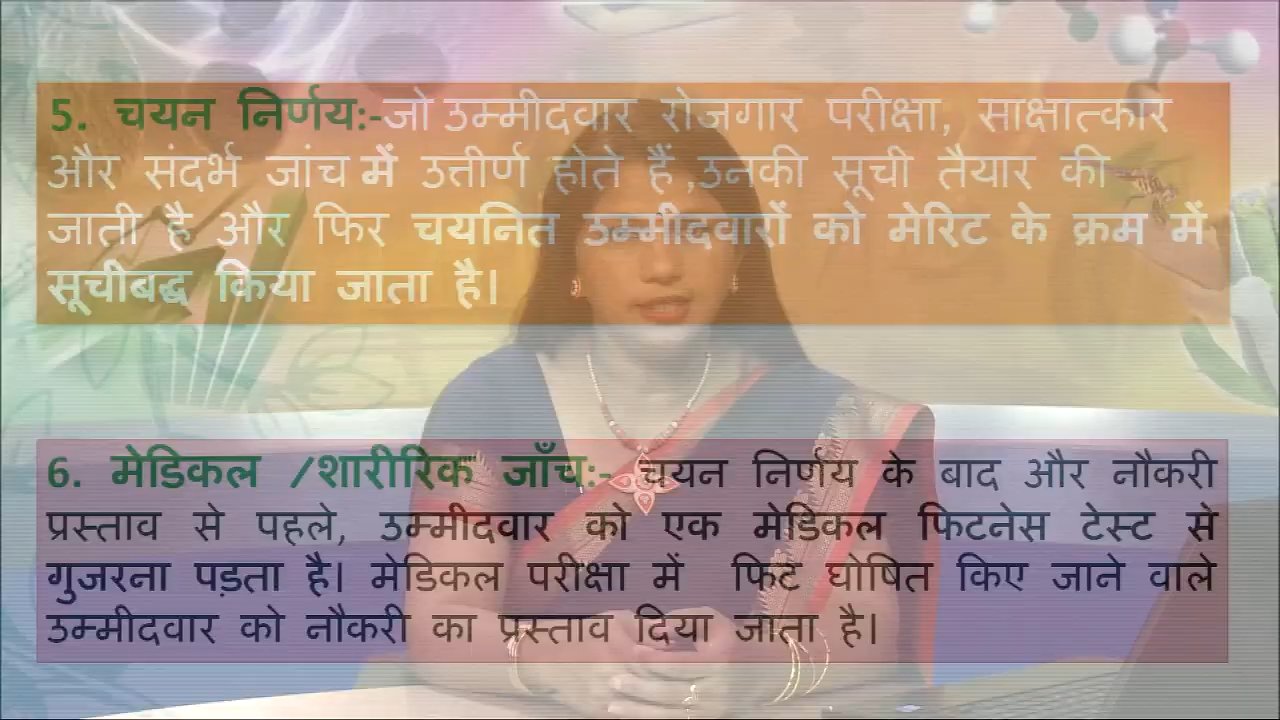 5. चयन निर्णय:-जो उम्मीदवार रोजगार परीक्षा, साक्षात्कार
और संदर्भ जांच में उत्तीर्ण होते हैं ,उनकी सूची तैयार की
जाती है और फिर चयनित उम्मीदवारों को मेरिट के क्रम में
सूचीबद्ध किया जाता है।
6. मेडिकल /शारीरिक जाँच:- चयन निर्णय के बाद और नौकरी
प्रस्ताव से पहले, उम्मीदवार को एक मेडिकल फिटनेस टेस्ट से
गुजरना पड़ता है। मेडिकल परीक्षा में फिट घोषित किए जाने वाले
उम्मीदवार को नौकरी का प्रस्ताव दिया जाता है।